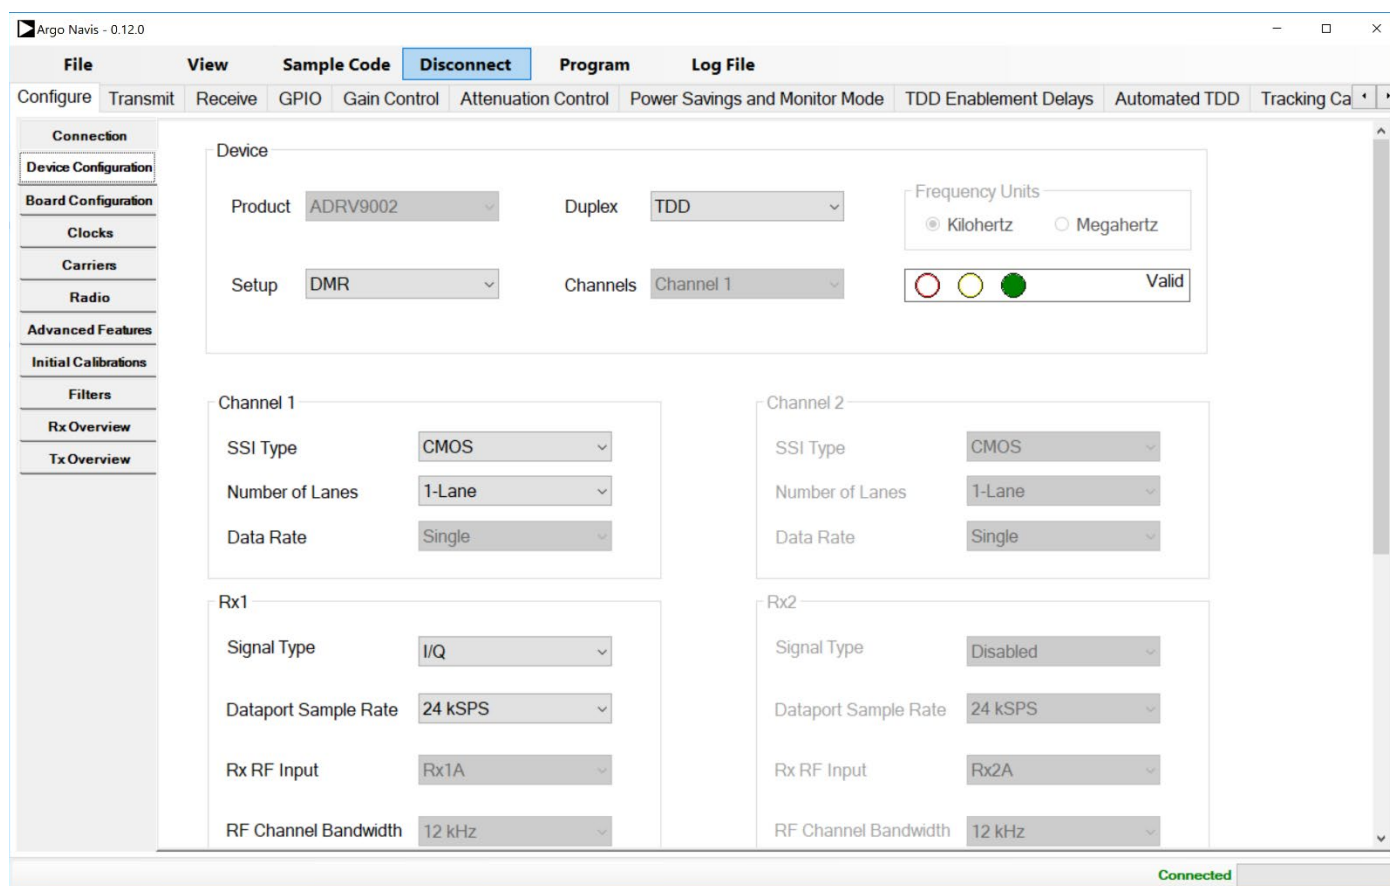 Argo Navis - 0.12.0
File View Sample Code Disconnect Program Log File
Configure Transmit Receive GPIO Gain Control Attenuation Control Power Savings and Monitor Mode TDD Enablement Delays Automated TDD Tracking Ca
Connection
Device Configuration
Board Configuration
Clocks
Carriers
Radio
Advanced Features
Initial Calibrations
Filters
Rx Overview
Tx Overview
Device
Product ADRV9002 Duplex TDD
Frequency Units
Kilohertz Megahertz
Setup DMR Channels Channel 1
Valid
Channel 1
SSI Type CMOS
Number of Lanes 1-Lane
Data Rate Single
Channel 2
SSI Type CMOS
Number of Lanes 1-Lane
Data Rate Single
Rx1
Signal Type I/Q
Dataport Sample Rate 24 kSPS
Rx RF Input Rx1A
RF Channel Bandwidth 12 kHz
Rx2
Signal Type Disabled
Dataport Sample Rate 24 kSPS
Rx RF Input Rx2A
RF Channel Bandwidth 12 kHz
Connected